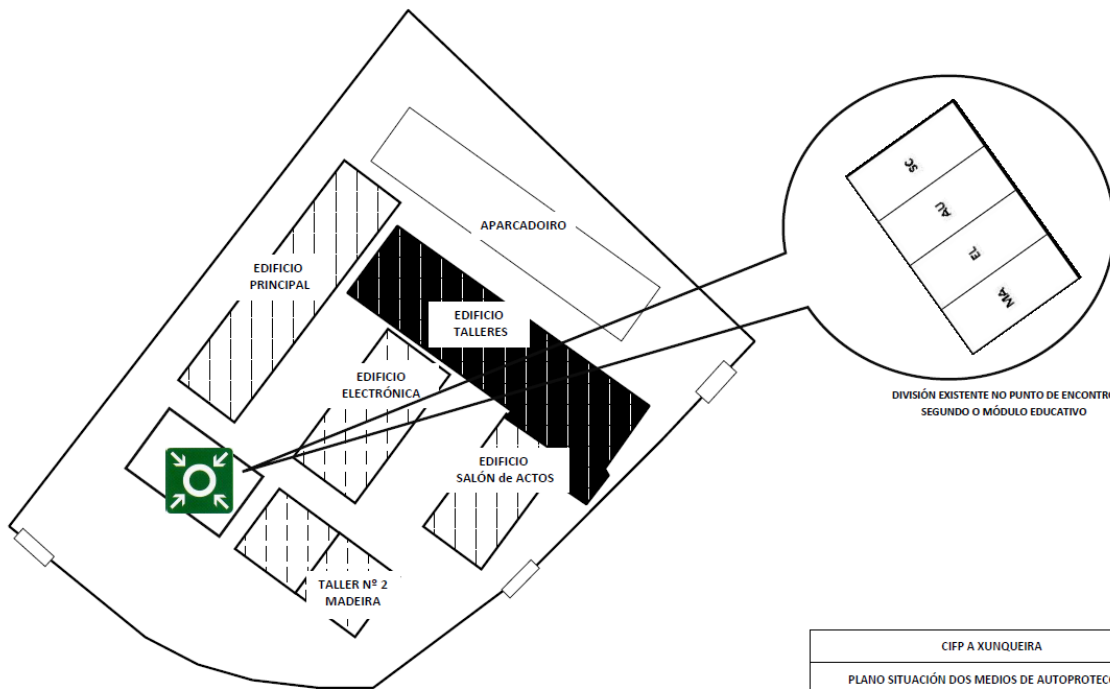 APARCADOIRO
EDIFICIO
PRINCIPAL
EDIFICIO
TALLERES
EDIFICIO
ELECTRÓNICA
EDIFICIO
SALÓN de ACTOS
TALLER Nº 2
MADEIRA
SC
AU
EL
MA
DIVISIÓN EXISTENTE NO PUNTO DE ENCONTRO
SEGUNDO O MÓDULO EDUCATIVO
CIFP A XUNQUEIRA
PLANO SITUACIÓN DOS MEDIOS DE AUTOPROTEC